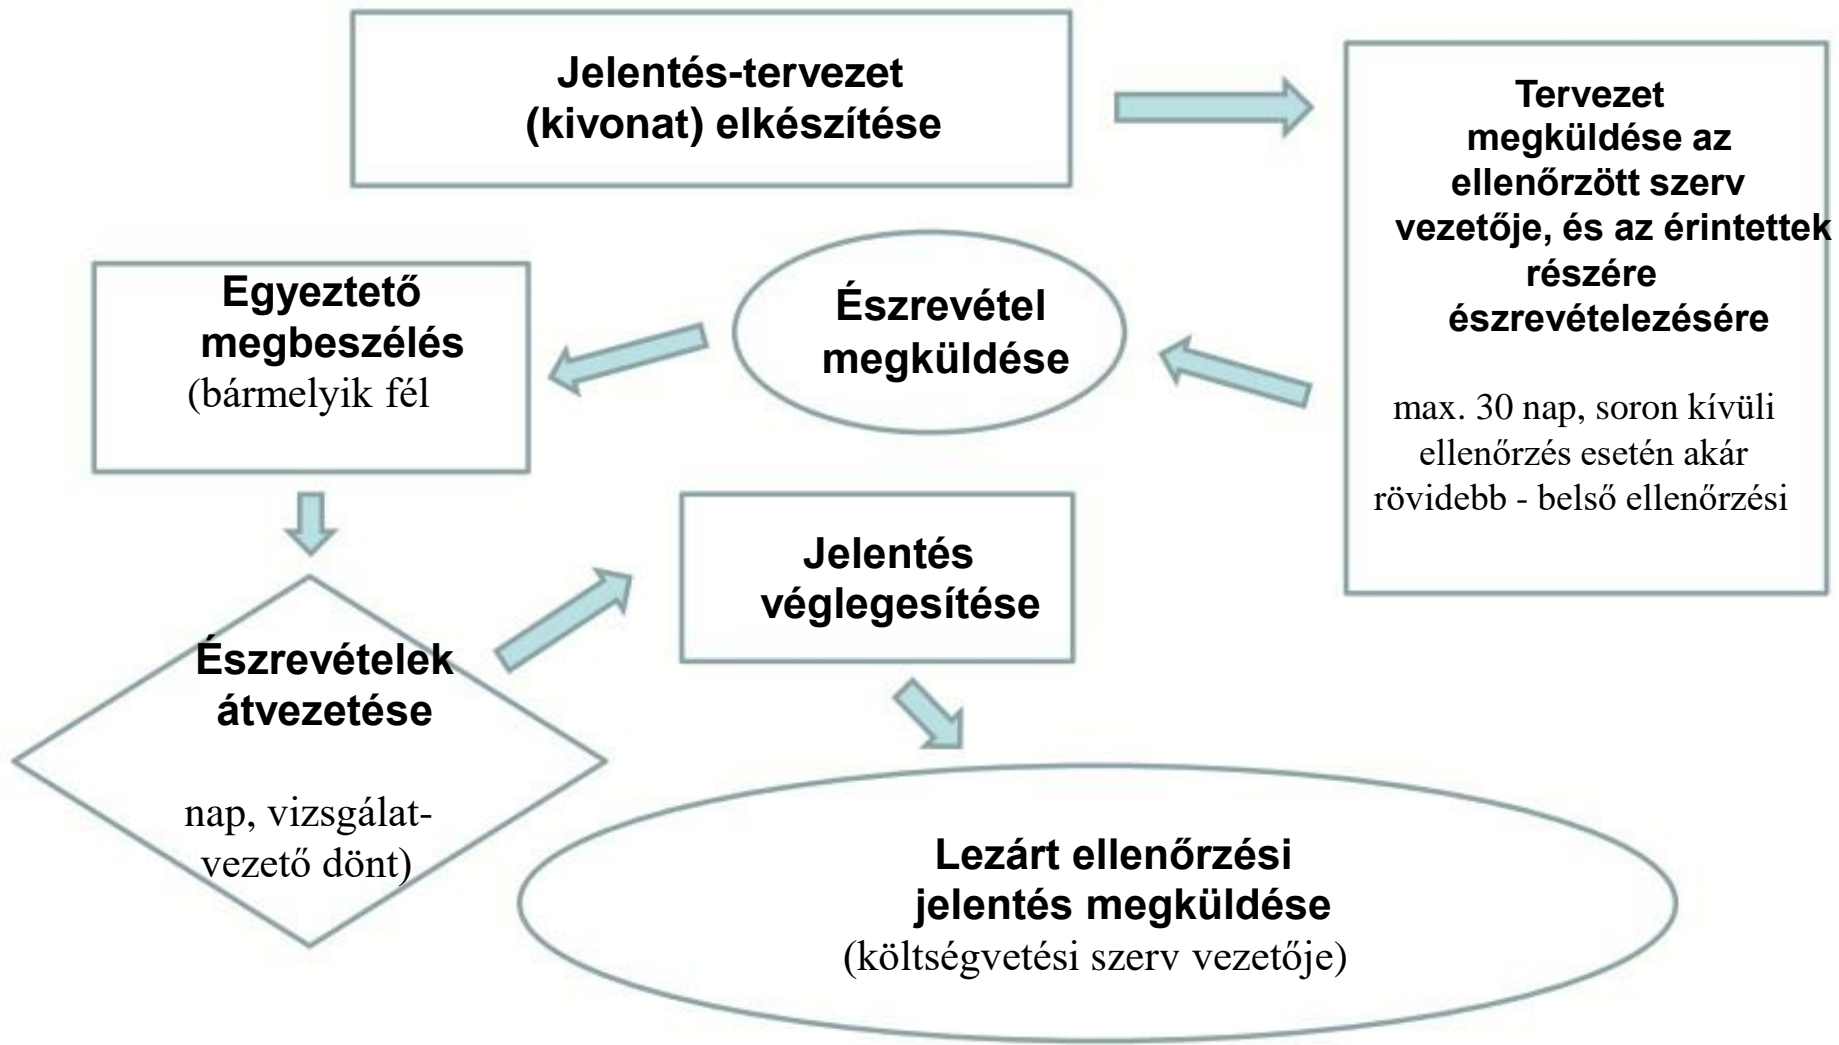 Jelentés-tervezet
(kivonat) elkészítése
Tervezet
megküldése az
ellenőrzött szerv
vezetője, és az érintettek
részére
észrevételezésére
max. 30 nap, soron kívüli
ellenőrzés esetén akár
rövidebb - belső ellenőrzési
Észrevétel
megküldése
Egyeztető
megbeszélés
(bármelyik fél
Észrevételek
átvezetése
nap, vizsgálat-
vezető dönt)
Jelentés
véglegesítése
Lezárt ellenőrzési
jelentés megküldése
(költségvetési szerv vezetője)